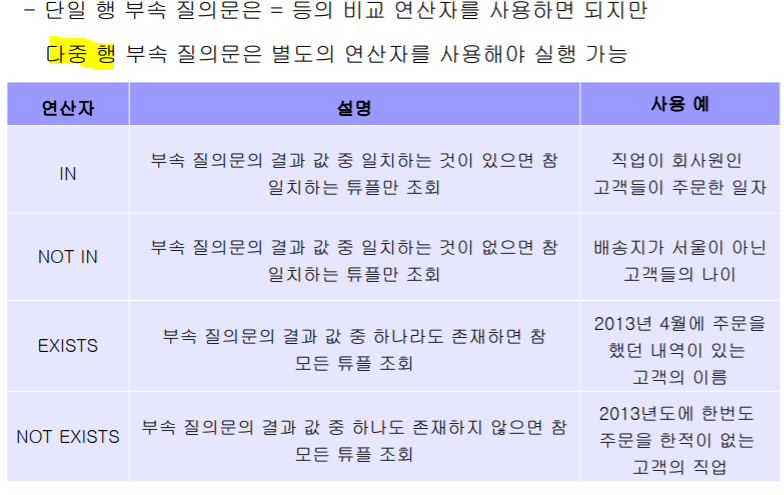 – 단일 행 부속 질의문은 = 등의 비교 연산자를 사용하면 되지만
다중 행 부속 질의문은 별도의 연산자를 사용해야 실행 가능
연산자 설명 사용 예
IN
부속 질의문의 결과 값 중 일치하는 것이 있으면 참
일치하는 튜플만 조회
직업이 회사원인
고객들이 주문한 일자
NOT IN
부속 질의문의 결과 값 중 일치하는 것이 없으면 참
일치하는 튜플만 조회
배송지가 서울이 아닌
고객들의 나이
EXISTS
부속 질의문의 결과 값 중 하나라도 존재하면 참
모든 튜플 조회
2013년 4월에 주문을
했던 내역이 있는
고객의 이름
NOT EXISTS
부속 질의문의 결과 값 중 하나도 존재하지 않으면 참
모든 튜플 조회
2013년도에 한번도
주문을 한적이 없는
고객의 직업